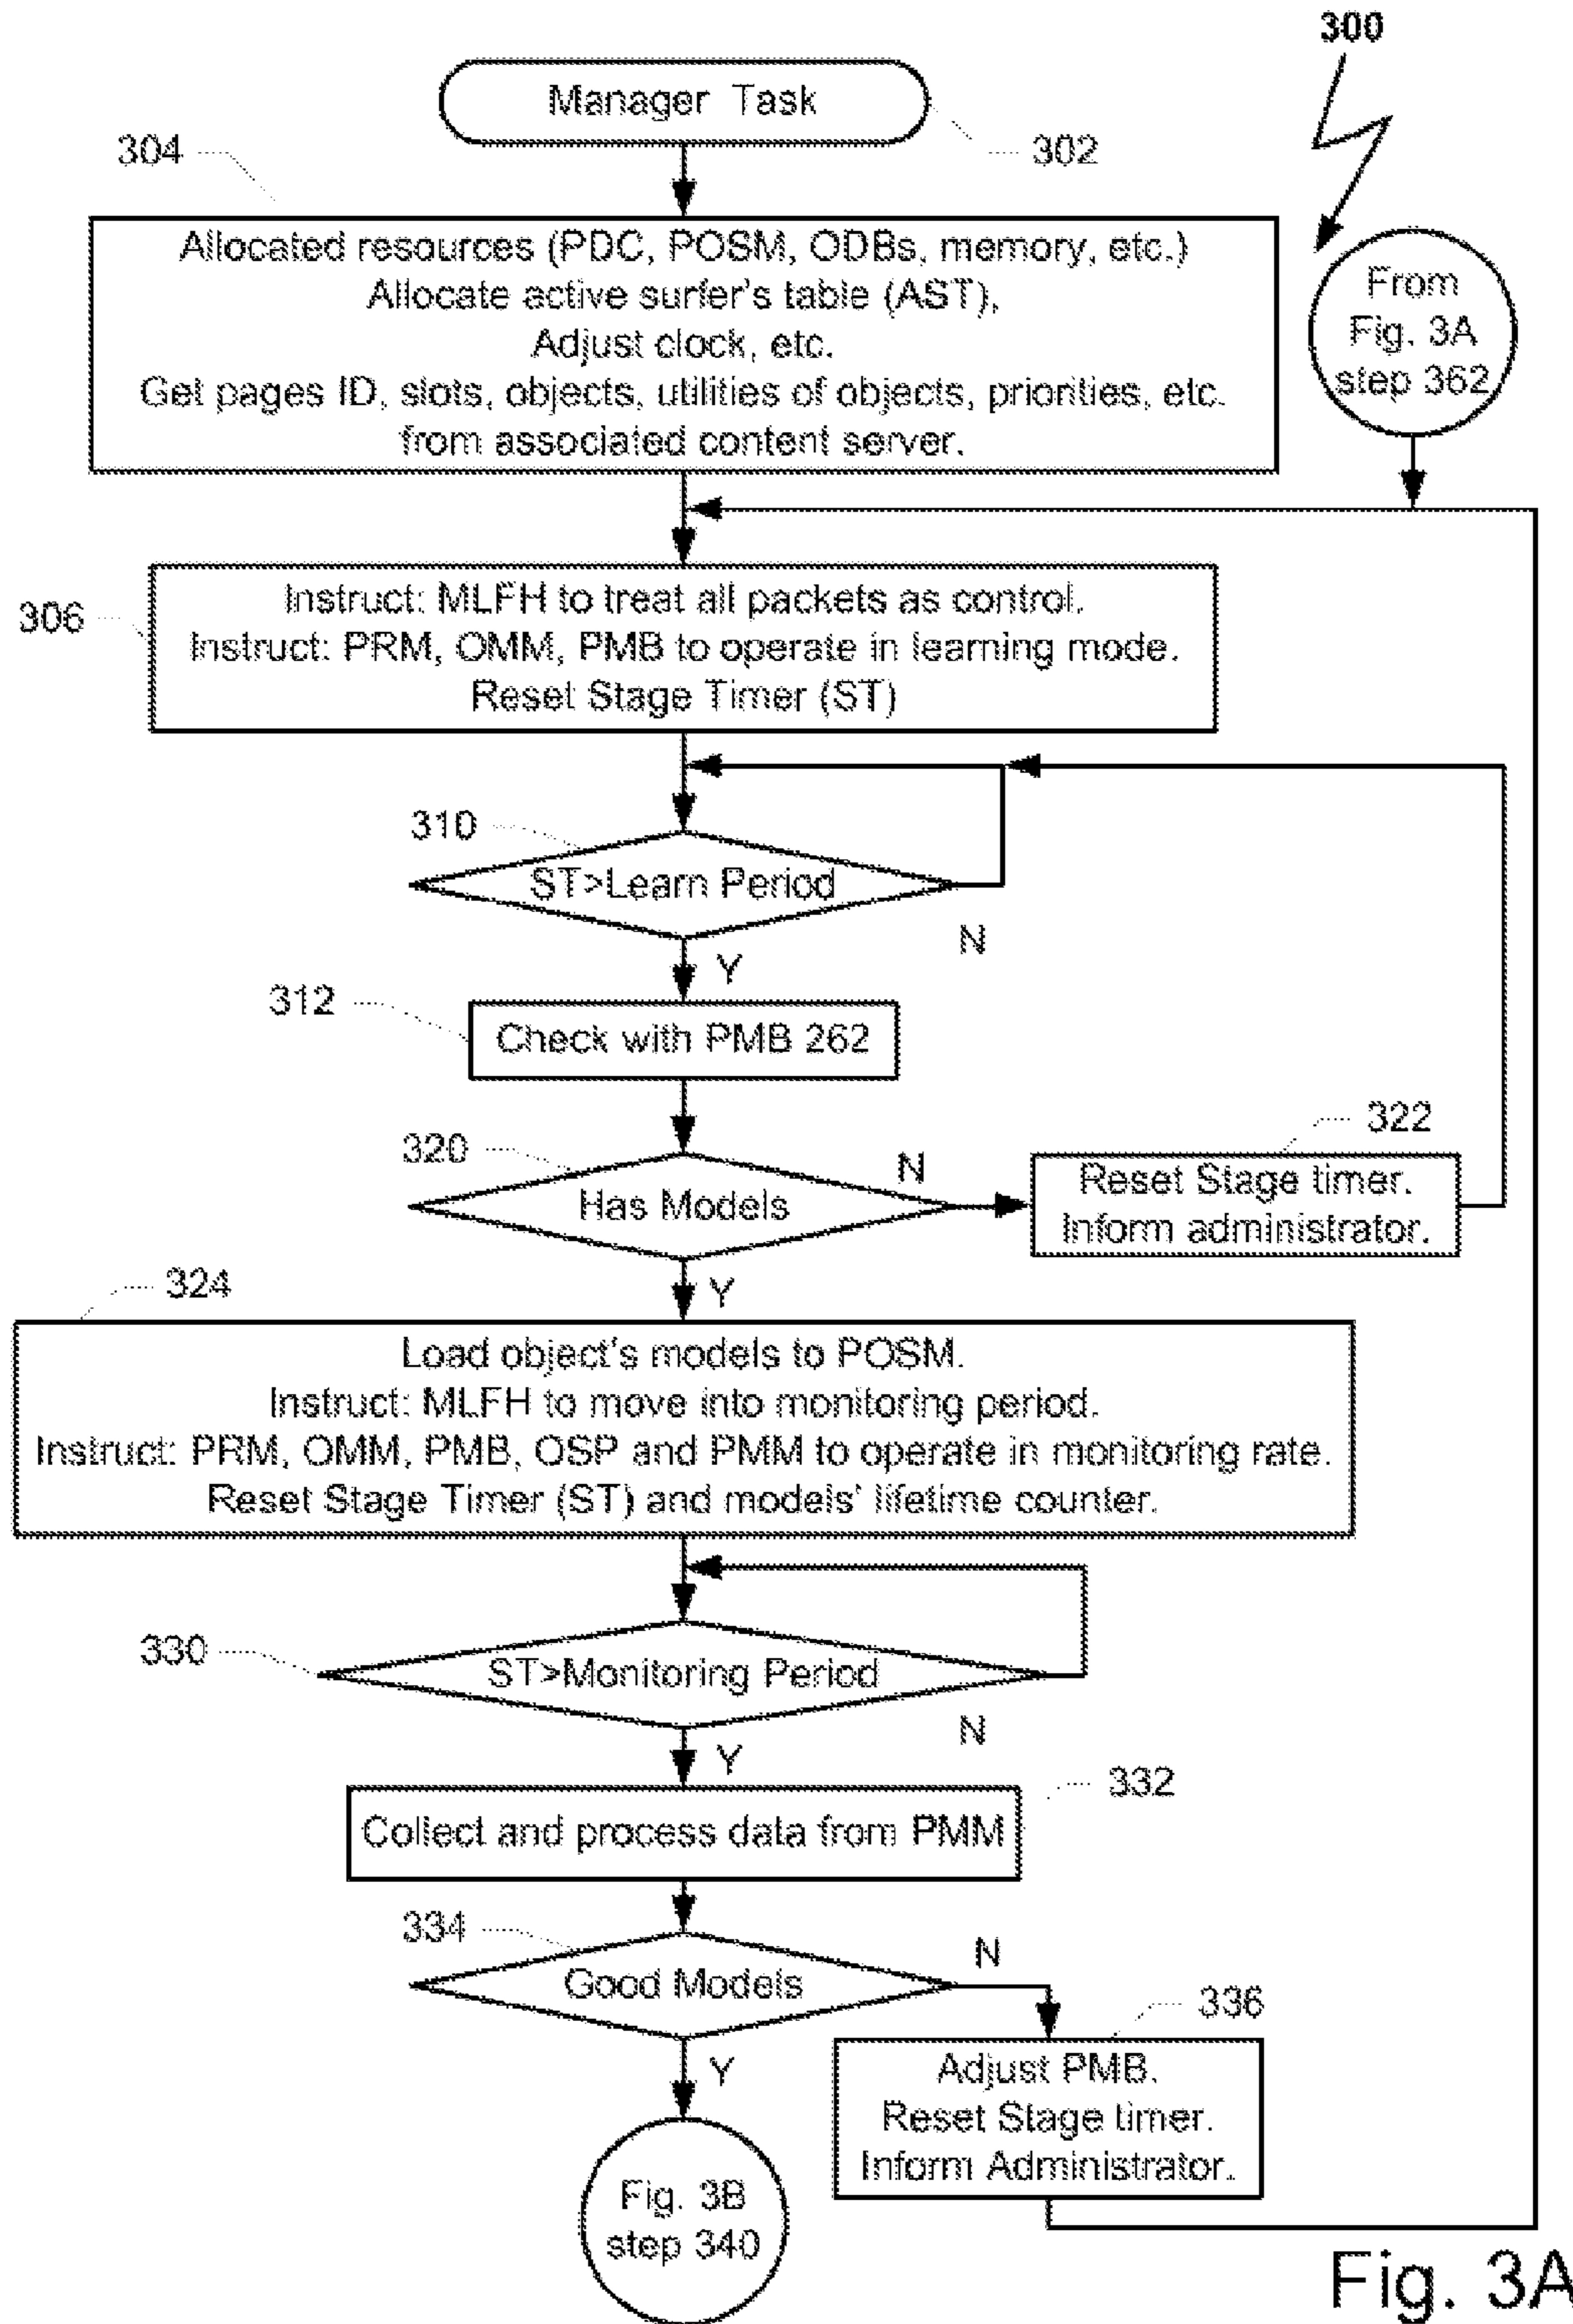 300
Manager Task
302
304
Allocated resources (PDC, POSM, ODBs, memory, etc.)
Allocate active surfer's table (AST),
Adjust clock, etc.
Get pages ID, slots, objects, utilities of objects, priorities, etc.
from associated content server.
From
Fig. 3A
step 362
306
Instruct: MLFH to treat all packets as control.
Instruct: PRM, OMM, PMB to operate in learning mode.
Reset Stage Timer (ST)
310
ST>Learn Period
N
Y
312
Check with PMB 262
320
Has Models
N
322
Reset Stage timer.
Inform administrator.
Y
324
Load object's models to POSM.
Instruct: MLFH to move into monitoring period.
Instruct: PRM, OMM, PMB, OSP and PMM to operate in monitoring rate.
Reset Stage Timer (ST) and models' lifetime counter.
330
ST>Monitoring Period
N
Y
332
Collect and process data from PMM
334
Good Models
N
336
Adjust PMB.
Reset Stage timer.
Inform Administrator.
Y
Fig. 3B
step 340
Fig. 3A